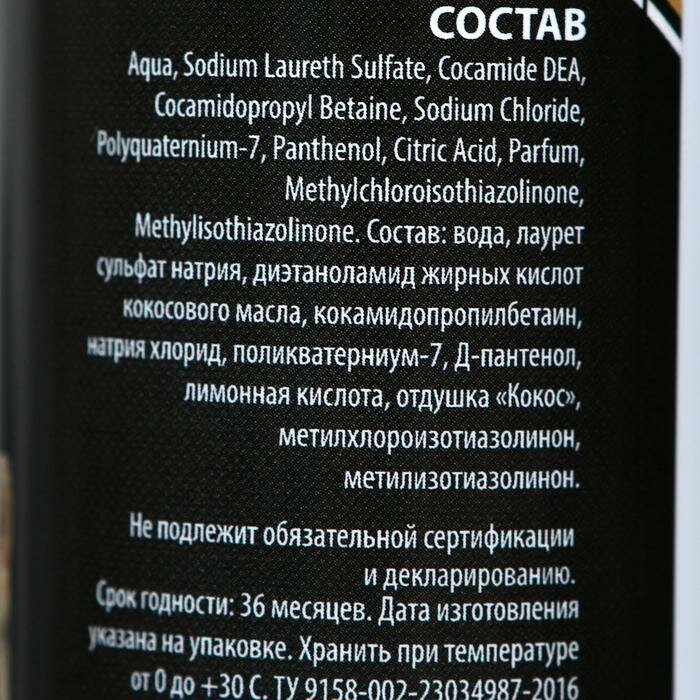 СОСТАВ
Aqua, Sodium Laureth Sulfate, Cocamide DEA,
Cocamidopropyl Betaine, Sodium Chloride,
Polyquaternium-7, Panthenol, Citric Acid, Parfum,
Methylchloroisothiazolinone,
Methylisothiazolinone. Состав: вода, лаурет
сульфат натрия, диэтаноламид жирных кислот
кокосового масла, кокамидопропилбетаин,
натрия хлорид, поликватерниум-7, Д-пантенол,
лимонная кислота, отдушка «Кокос»,
метилхлороизотиазолинон,
метилизотиазолинон.
Не подлежит обязательной сертификации
и декларированию.
Срок годности: 36 месяцев. Дата изготовления
указана на упаковке. Хранить при температуре
от 0 до +30 С. ТУ 9158-002-23034987-2016